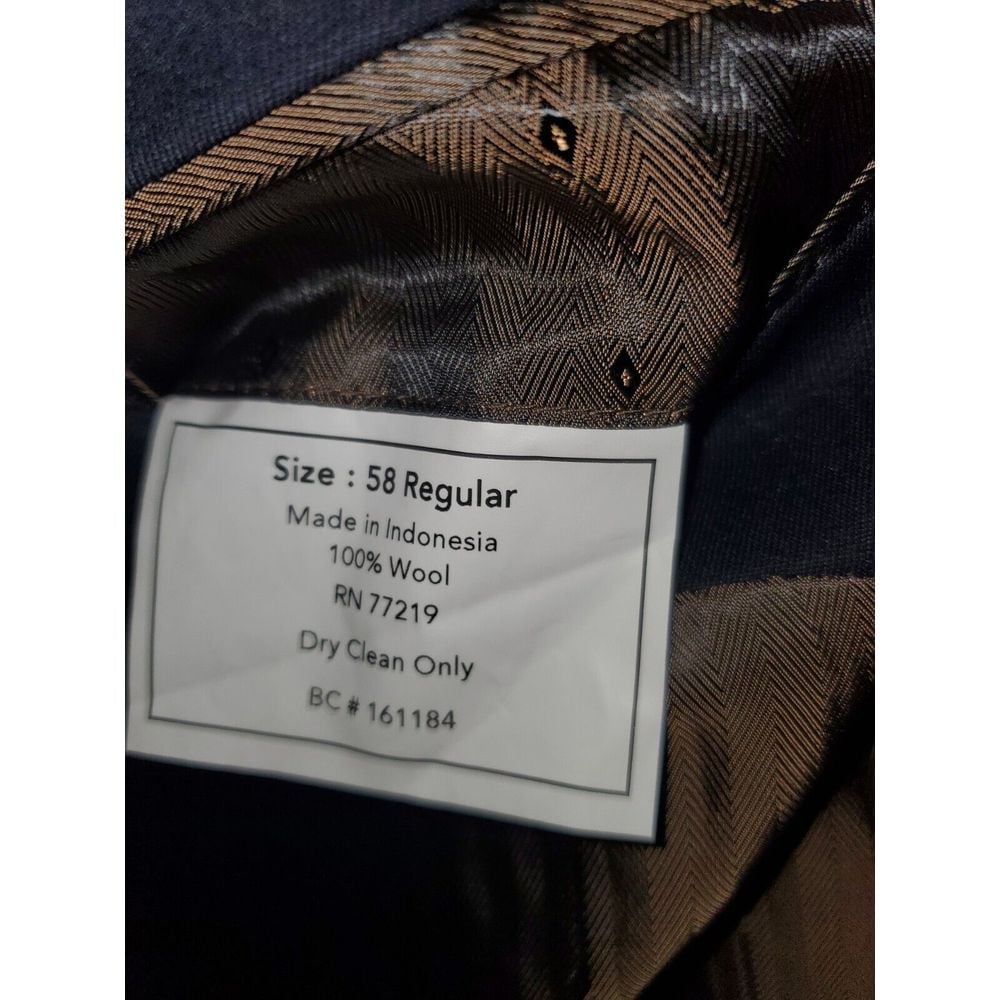 Size : 58 Regular
Made in Indonesia
100% Wool
RN 77219
Dry Clean Only
BC # 161184